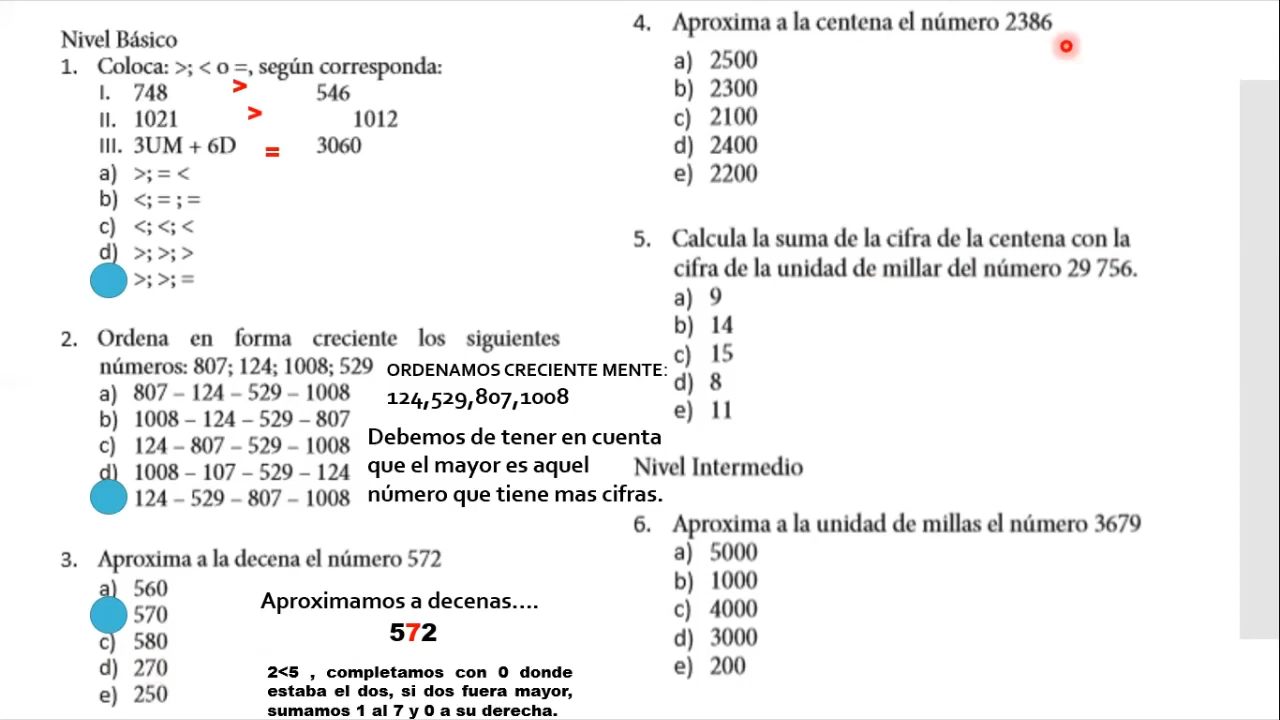 Nivel Básico
1. Coloca: >; < o =, según corresponda:
I. 748 > 546
II. 1021 > 1012
III. 3UM + 6D = 3060
a) >; = <
b) <; = ; =
c) <; <; <
d) >; >; >
>; >; =
2. Ordena en forma creciente los siguientes
números: 807; 124; 1008; 529
a) 807 – 124 – 529 – 1008
b) 1008 – 124 – 529 – 807
c) 124 – 807 – 529 – 1008
d) 1008 – 107 – 529 – 124
124 – 529 – 807 – 1008
ORDENAMOS CRECIENTE MENTE:
124,529,807,1008
Debemos de tener en cuenta
que el mayor es aquel
número que tiene mas cifras.
3. Aproxima a la decena el número 572
a) 560
570
c) 580
d) 270
e) 250
Aproximamos a decenas....
572
2<5 , completamos con 0 donde
estaba el dos, si dos fuera mayor,
sumamos 1 al 7 y 0 a su derecha.
4. Aproxima a la centena el número 2386
a) 2500
b) 2300
c) 2100
d) 2400
e) 2200
5. Calcula la suma de la cifra de la centena con la
cifra de la unidad de millar del número 29 756.
a) 9
b) 14
c) 15
d) 8
e) 11
Nivel Intermedio
6. Aproxima a la unidad de millas el número 3679
a) 5000
b) 1000
c) 4000
d) 3000
e) 200